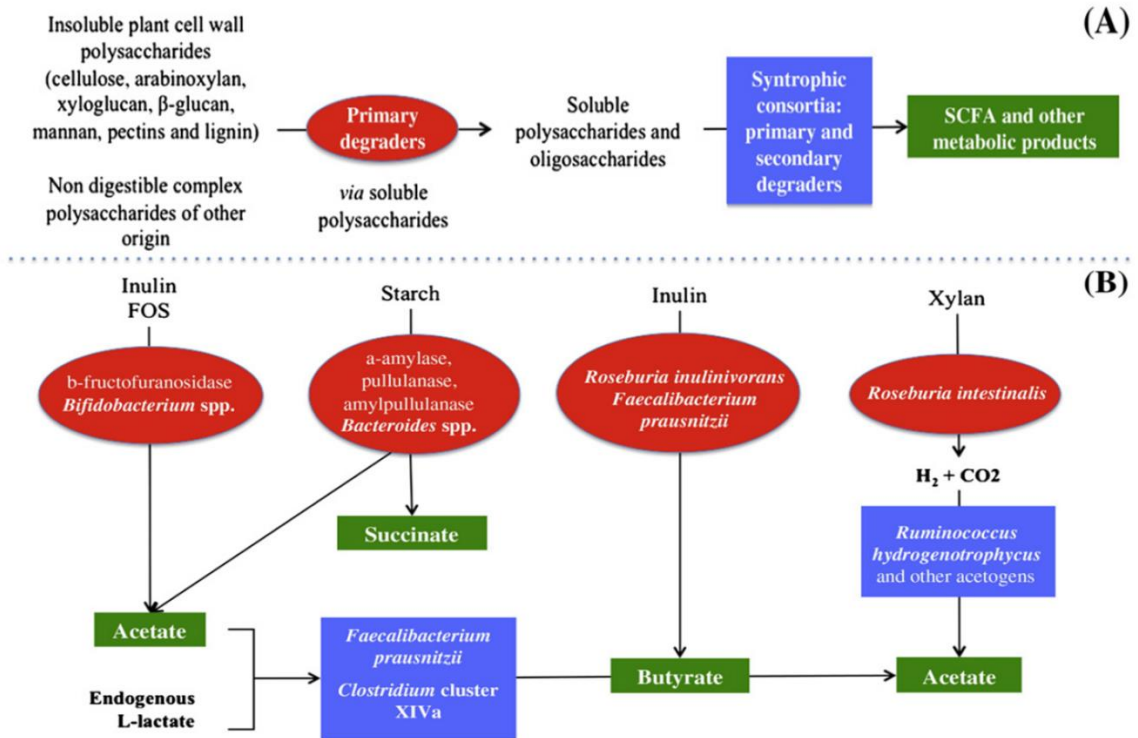 (A)
Insoluble plant cell wall
polysaccharides
(cellulose, arabinoxylan,
xyloglucan, β-glucan,
mannan, pectins and lignin)
Non digestible complex
polysaccharides of other
origin
Primary
degraders
via soluble
polysaccharides
Soluble
polysaccharides and
oligosaccharides
Syntrophic
consortia:
primary and
secondary
degraders
SCFA and other
metabolic products
(B)
Inulin
FOS
b-fructofuranosidase
Bifidobacterium spp.
Starch
a-amylase,
pullulanase,
amylpullulanase
Bacteroides spp.
Inulin
Roseburia inulinivorans
Faecalibacterium
prausnitzii
Xylan
Roseburia intestinalis
H₂ + CO2
Ruminococcus
hydrogenotrophycus
and other acetogens
Succinate
Acetate
Endogenous
L-lactate
Faecalibacterium
prausnitzii
Clostridium cluster
XIVa
Butyrate
Acetate